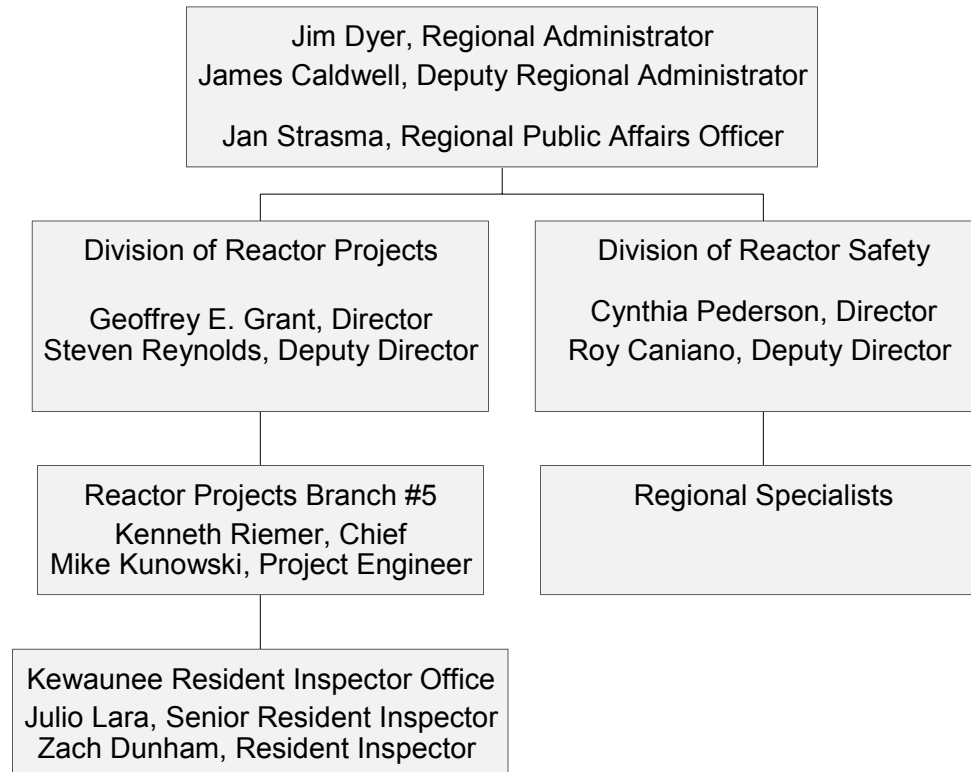 Jim Dyer, Regional Administrator
James Caldwell, Deputy Regional Administrator
Jan Strasma, Regional Public Affairs Officer
Division of Reactor Projects
Geoffrey E. Grant, Director
Steven Reynolds, Deputy Director
Division of Reactor Safety
Cynthia Pederson, Director
Roy Caniano, Deputy Director
Reactor Projects Branch #5
Kenneth Riemer, Chief
Mike Kunowski, Project Engineer
Regional Specialists
Kewaunee Resident Inspector Office
Julio Lara, Senior Resident Inspector
Zach Dunham, Resident Inspector